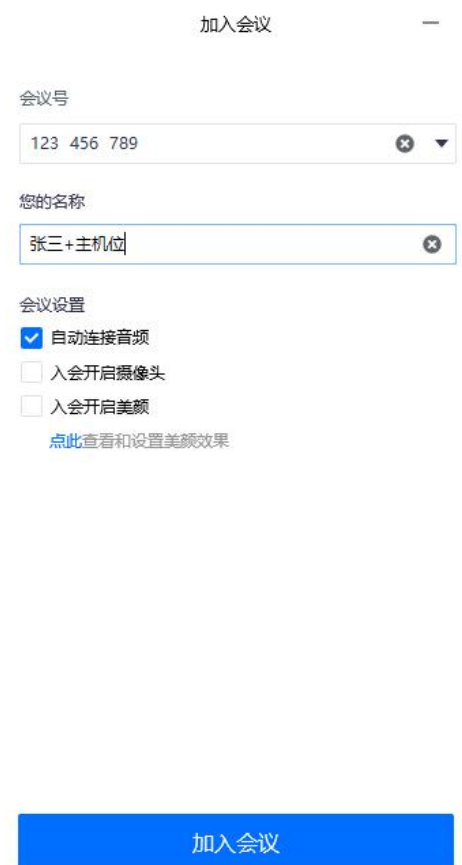 加入会议
会议号
123 456 789
您的名称
张三+主机位
会议设置
自动连接音频
入会开启摄像头
入会开启美颜
点此查看和设置美颜效果
加入会议